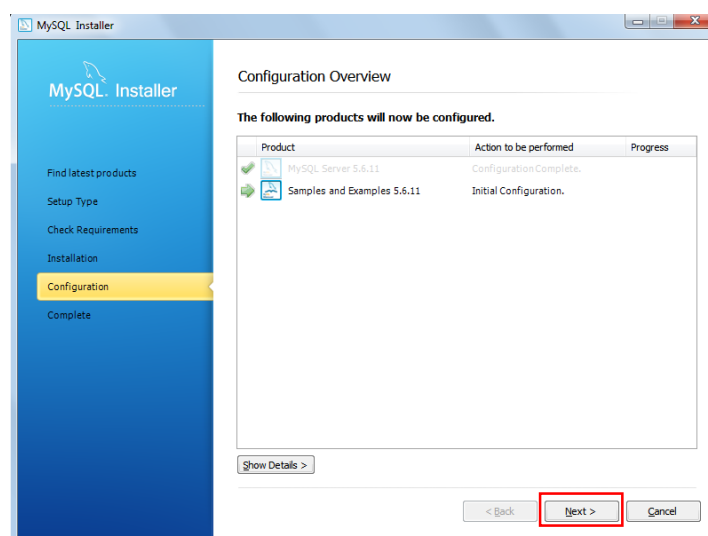 MySQL Installer
MySQL. Installer
Find latest products
Setup Type
Check Requirements
Installation
Configuration
Complete
Configuration Overview
The following products will now be configured.
Product Action to be performed Progress
MySQL Server 5.6.11 Configuration Complete.
Samples and Examples 5.6.11 Initial Configuration.
Show Details >
< Back Next > Cancel